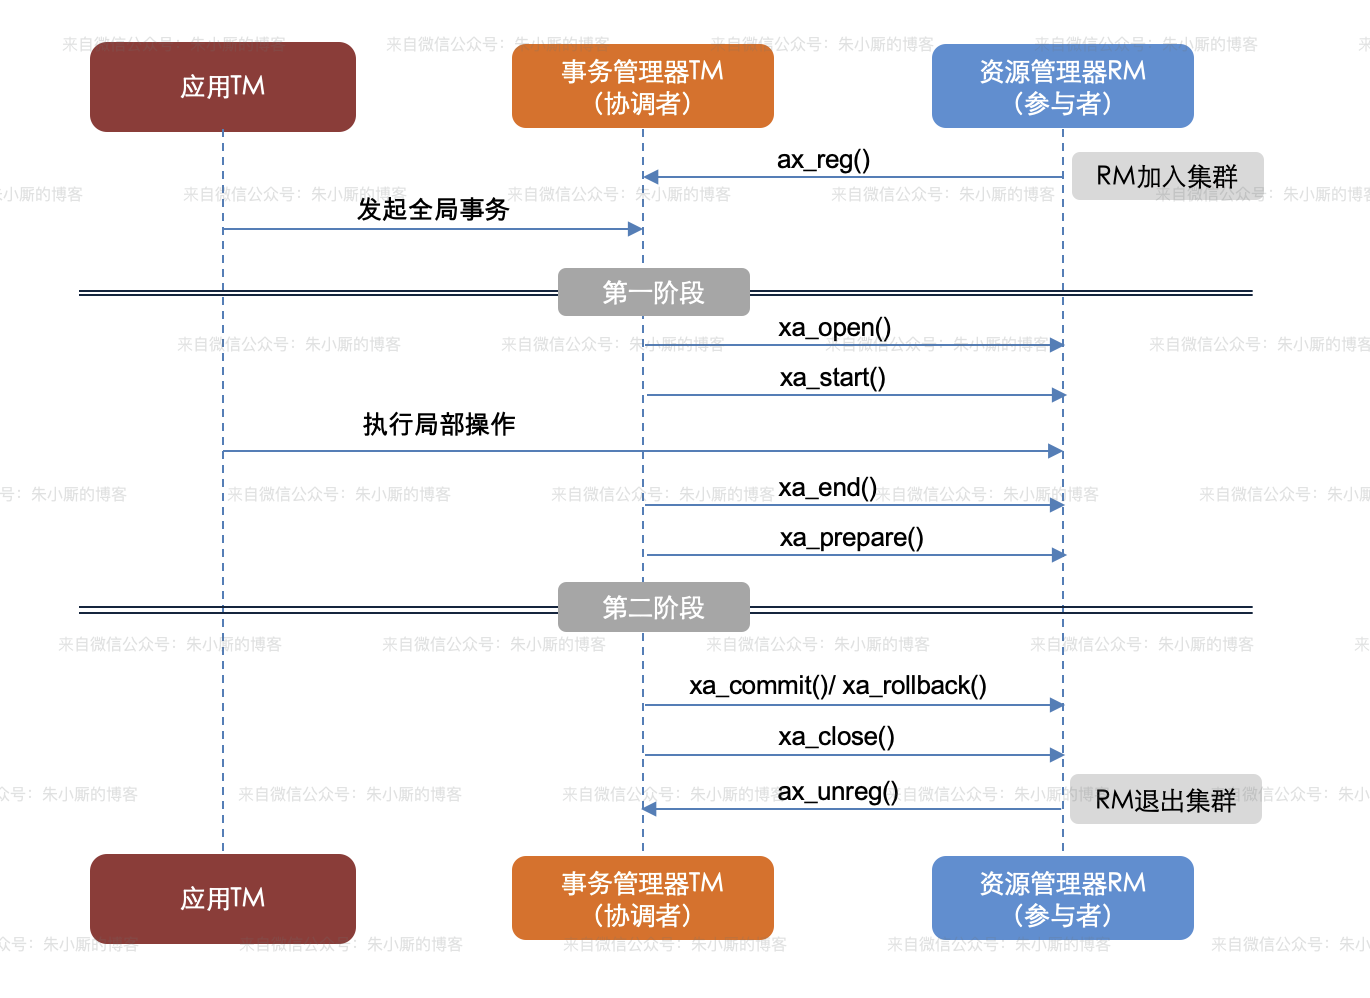 应用TM
事务管理器TM
（协调者）
资源管理器RM
（参与者）
ax_reg()
RM加入集群
发起全局事务
第一阶段
xa_open()
xa_start()
执行局部操作
xa_end()
xa_prepare()
第二阶段
xa_commit()/ xa_rollback()
xa_close()
ax_unreg()
RM退出集群
应用TM
事务管理器TM
（协调者）
资源管理器RM
（参与者）
来自微信公众号：朱小厮的博客